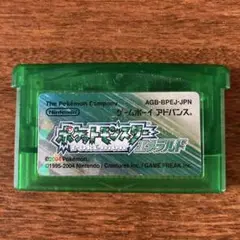 The Pokémon Company
AGB-BPEJ-JPN
Nintendo
ゲームボーイ アドバンス®
ポケットモンスター
エメラルド
©2004 Pokémon.
©1995-2004 Nintendo / Creatures inc. / GAME FREAK inc.